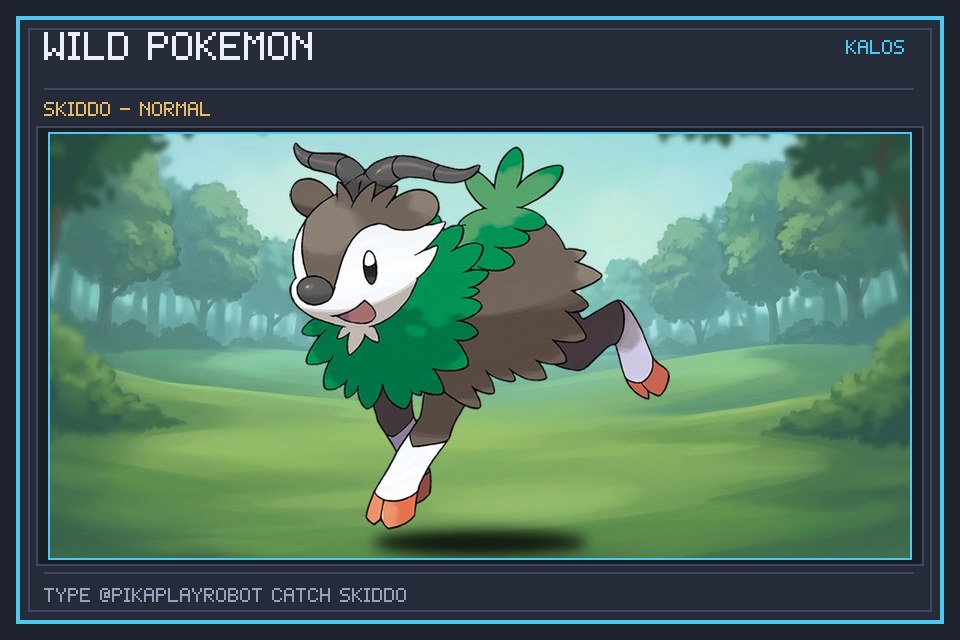 WILD POKEMON
KALOS
SKIDDO - NORMAL
TYPE @PIKAPLAYROBOT CATCH SKIDDO